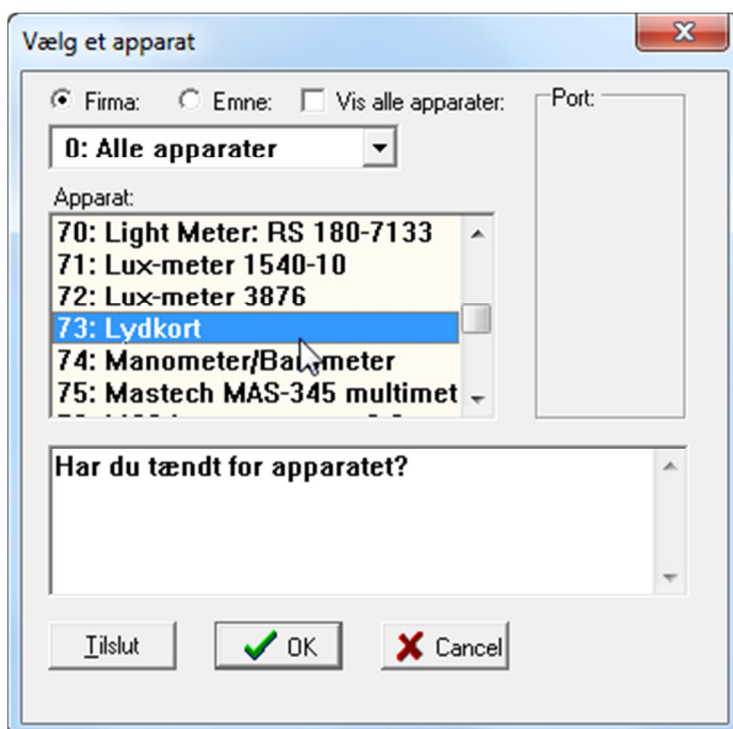 Vælg et apparat
Firma: Emne: Vis alle apparater: Port:
0: Alle apparater
Apparat:
70: Light Meter: RS 180-7133
71: Lux-meter 1540-10
72: Lux-meter 3876
73: Lydkort
74: Manometer/Barometer
75: Mastech MAS-345 multimet
Har du tændt for apparatet?
Tilslut OK Cancel